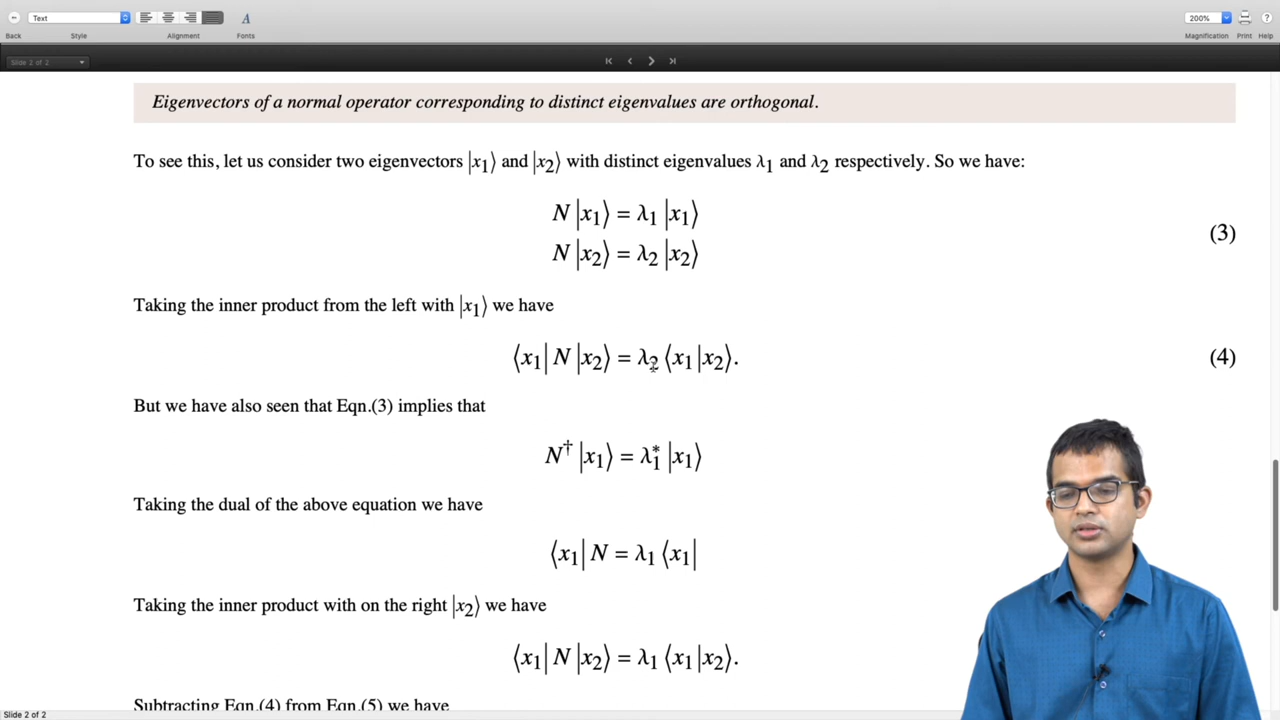 Text
200%
Back
Style
Alignment
Fonts
Magnification
Print
Help
Slide 2 of 2
Eigenvectors of a normal operator corresponding to distinct eigenvalues are orthogonal.
To see this, let us consider two eigenvectors |x₁⟩ and |x₂⟩ with distinct eigenvalues λ₁ and λ₂ respectively. So we have:
N |x₁⟩ = λ₁ |x₁⟩
N |x₂⟩ = λ₂ |x₂⟩
(3)
Taking the inner product from the left with |x₁⟩ we have
⟨x₁| N |x₂⟩ = λ₂ ⟨x₁|x₂⟩. (4)
But we have also seen that Eqn.(3) implies that
N† |x₁⟩ = λ₁* |x₁⟩
Taking the dual of the above equation we have
⟨x₁| N = λ₁ ⟨x₁|
Taking the inner product with on the right |x₂⟩ we have
⟨x₁| N |x₂⟩ = λ₁ ⟨x₁|x₂⟩.
Subtracting Eqn.(4) from Eqn.(5) we have
Slide 2 of 2